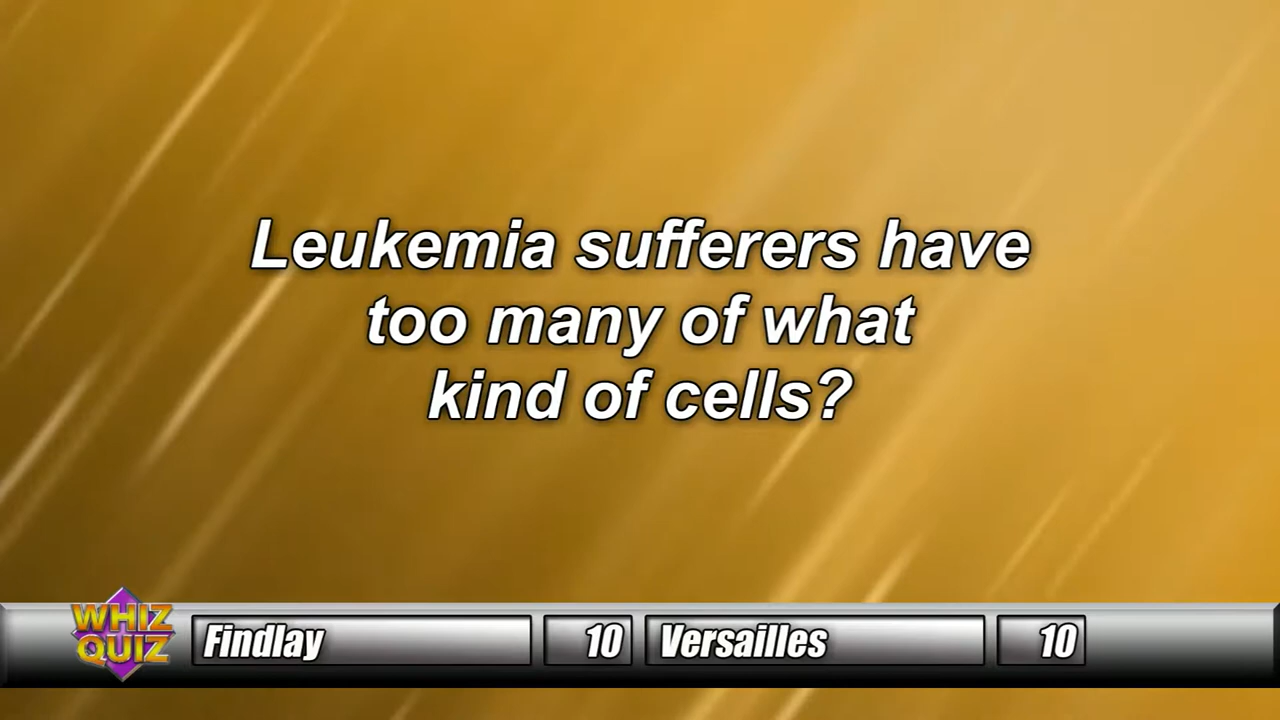 Leukemia sufferers have
too many of what
kind of cells?
WHIZ
QUIZ
Findlay 10 Versailles 10